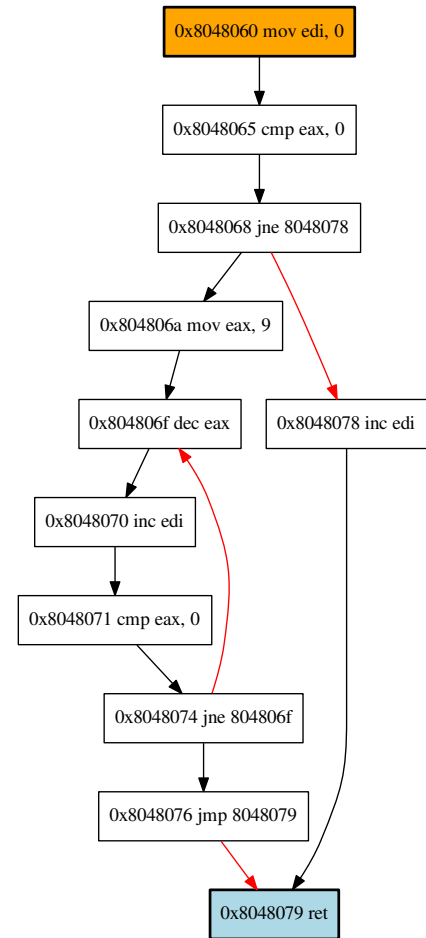 0x8048060 mov edi, 0
0x8048065 cmp eax, 0
0x8048068 jne 8048078
0x804806a mov eax, 9
0x804806f dec eax
0x8048078 inc edi
0x8048070 inc edi
0x8048071 cmp eax, 0
0x8048074 jne 804806f
0x8048076 jmp 8048079
0x8048079 ret